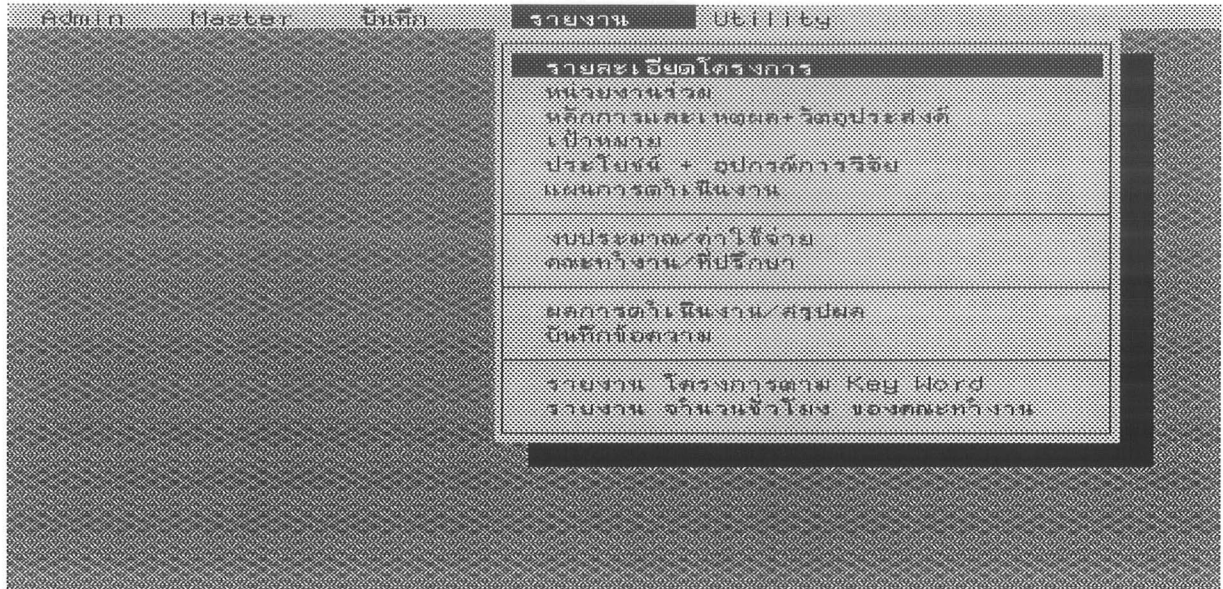 Admin Master บันทึก รายงาน Utility
รายละเอียดโครงการ
หน่วยงานร่วม
หลักการและเหตุผล+วัตถุประสงค์
เป้าหมาย
ประโยชน์ + อุปกรณ์การวิจัย
แผนการดำเนินงาน
งบประมาณ/ค่าใช้จ่าย
คณะทำงาน/ที่ปรึกษา
ผลการดำเนินงาน/สรุปผล
บันทึกข้อความ
รายงาน โครงการตาม Key Word
รายงาน จำนวนชั่วโมง ของคณะทำงาน